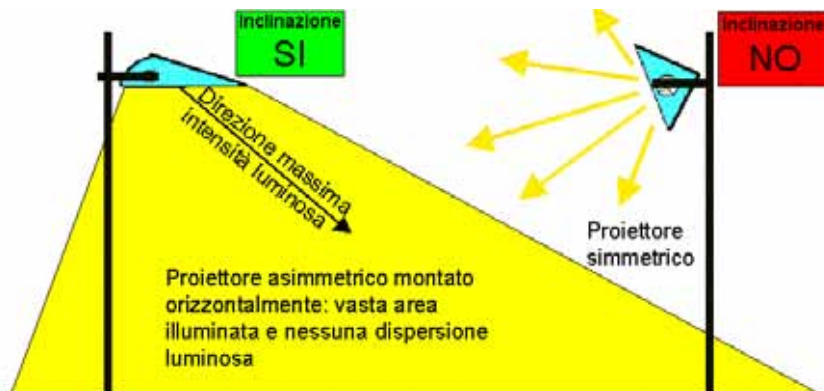 Inclinazione
SI
Inclinazione
NO
Direzione massima
intensità luminosa
Proiettore
simmetrico
Proiettore asimmetrico montato
orizzontalmente: vasta area
illuminata e nessuna dispersione
luminosa